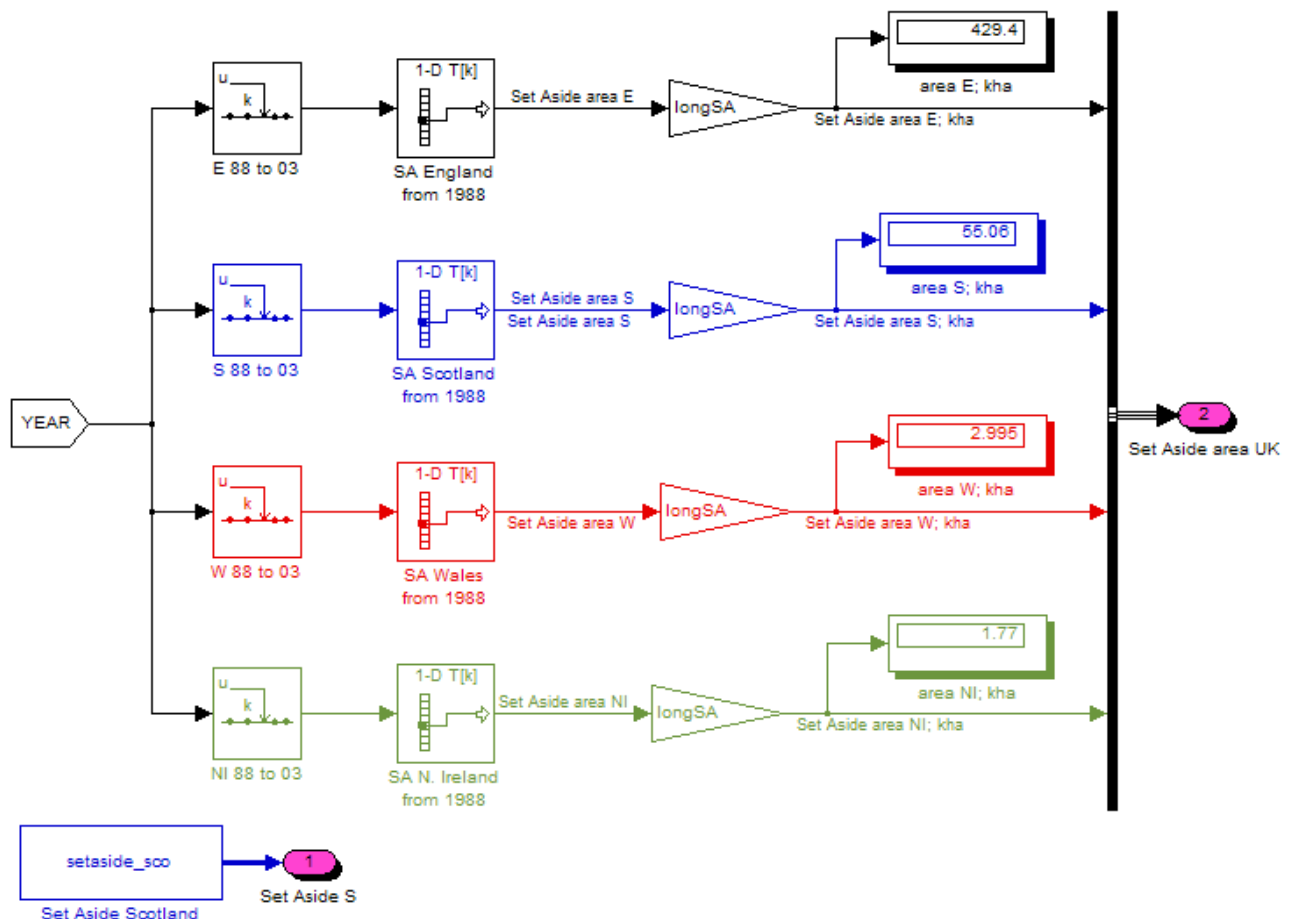 429.4
area E; kha
u
k
E 88 to 03
1-D T[k]
SA England
from 1988
Set Aside area E
longSA
Set Aside area E; kha
55.06
area S; kha
u
k
S 88 to 03
1-D T[k]
SA Scotland
from 1988
Set Aside area S
Set Aside area S
longSA
Set Aside area S; kha
YEAR
2
Set Aside area UK
2.995
area W; kha
u
k
W 88 to 03
1-D T[k]
SA Wales
from 1988
Set Aside area W
longSA
Set Aside area W; kha
1.77
area NI; kha
u
k
NI 88 to 03
1-D T[k]
SA N. Ireland
from 1988
Set Aside area NI
longSA
Set Aside area NI; kha
setaside_sco
Set Aside Scotland
1
Set Aside S